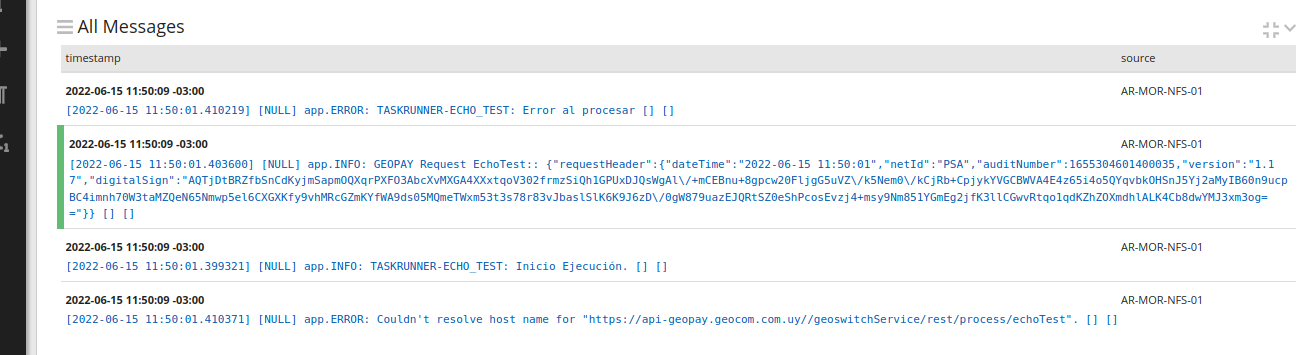 All Messages
timestamp source
2022-06-15 11:50:09 -03:00 AR-MOR-NFS-01
[2022-06-15 11:50:01.410219] [NULL] app.ERROR: TASKRUNNER-ECHO_TEST: Error al procesar [] []
2022-06-15 11:50:09 -03:00 AR-MOR-NFS-01
[2022-06-15 11:50:01.403600] [NULL] app.INFO: GEOPAY Request EchoTest:: {"requestHeader":{"dateTime":"2022-06-15 11:50:01","netId":"PSA","auditNumber":1655304601400035,"version":"1.1
7","digitalSign":"AQTjDtBRZfbSnCdKyjmSapmOQXqrPXFO3AbcXvMXGA4XXxtqoV302frmzSiQh1GPUxDJQsWgAl\/+mCEBnu+8gpcw20FljgG5uVZ\/k5Nem0\/kCjRb+CpjykYVGCBWVA4E4z65i4o5QYqvbkOHSnJ5Yj2aMyIB60n9ucp
BC4imnh70W3taMZQeN65Nmwp5el6CXGXKfy9vhMRcGZmKYfWA9ds05MQmeTWxm53t3s78r83vJbaslSlK6K9J6zD\/0gW879uazEJQRtSZ0eShPcosEvzj4+msy9Nm851YGmEg2jfK3llCGwvRtqo1qdKZhZOXmdhlALK4Cb8dwYMJ3xm3og=
="}} [] []
2022-06-15 11:50:09 -03:00 AR-MOR-NFS-01
[2022-06-15 11:50:01.399321] [NULL] app.INFO: TASKRUNNER-ECHO_TEST: Inicio Ejecución. [] []
2022-06-15 11:50:09 -03:00 AR-MOR-NFS-01
[2022-06-15 11:50:01.410371] [NULL] app.ERROR: Couldn't resolve host name for "https://api-geopay.geocom.com.uy//geoswitchService/rest/process/echoTest". [] []